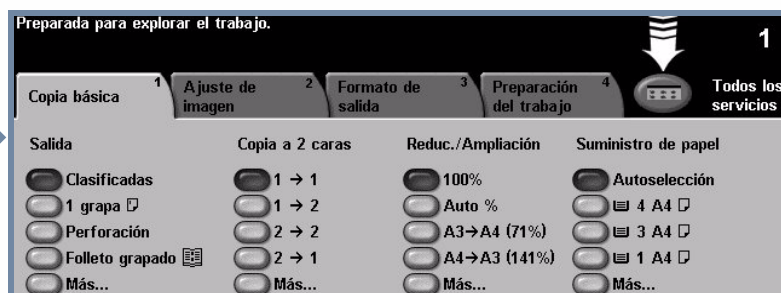 Preparada para explorar el trabajo.
1
Copia básica 1
Ajuste de imagen 2
Formato de salida 3
Preparación del trabajo 4
Todos los servicios
Salida
Clasificadas
1 grapa
Perforación
Folleto grapado
Más...
Copia a 2 caras
1 → 1
1 → 2
2 → 2
2 → 1
Más...
Reduc./Ampliación
100%
Auto %
A3→A4 (71%)
A4→A3 (141%)
Más...
Suministro de papel
Autoselección
4 A4
3 A4
1 A4
Más...